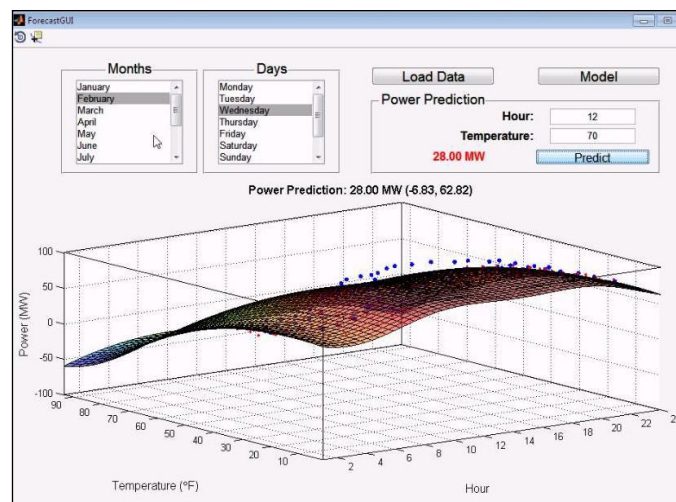 ForecastGUI
Months
January
February
March
April
May
June
July
Days
Monday
Tuesday
Wednesday
Thursday
Friday
Saturday
Sunday
Load Data
Model
Power Prediction
Hour: 12
Temperature: 70
28.00 MW
Predict
Power Prediction: 28.00 MW (-6.83, 62.82)
100
50
0
-50
-100
Power (MW)
90 80 70 60 50 40 30 20 10
Temperature (°F)
2 4 6 8 10 12 14 16 18 20 22 2
Hour